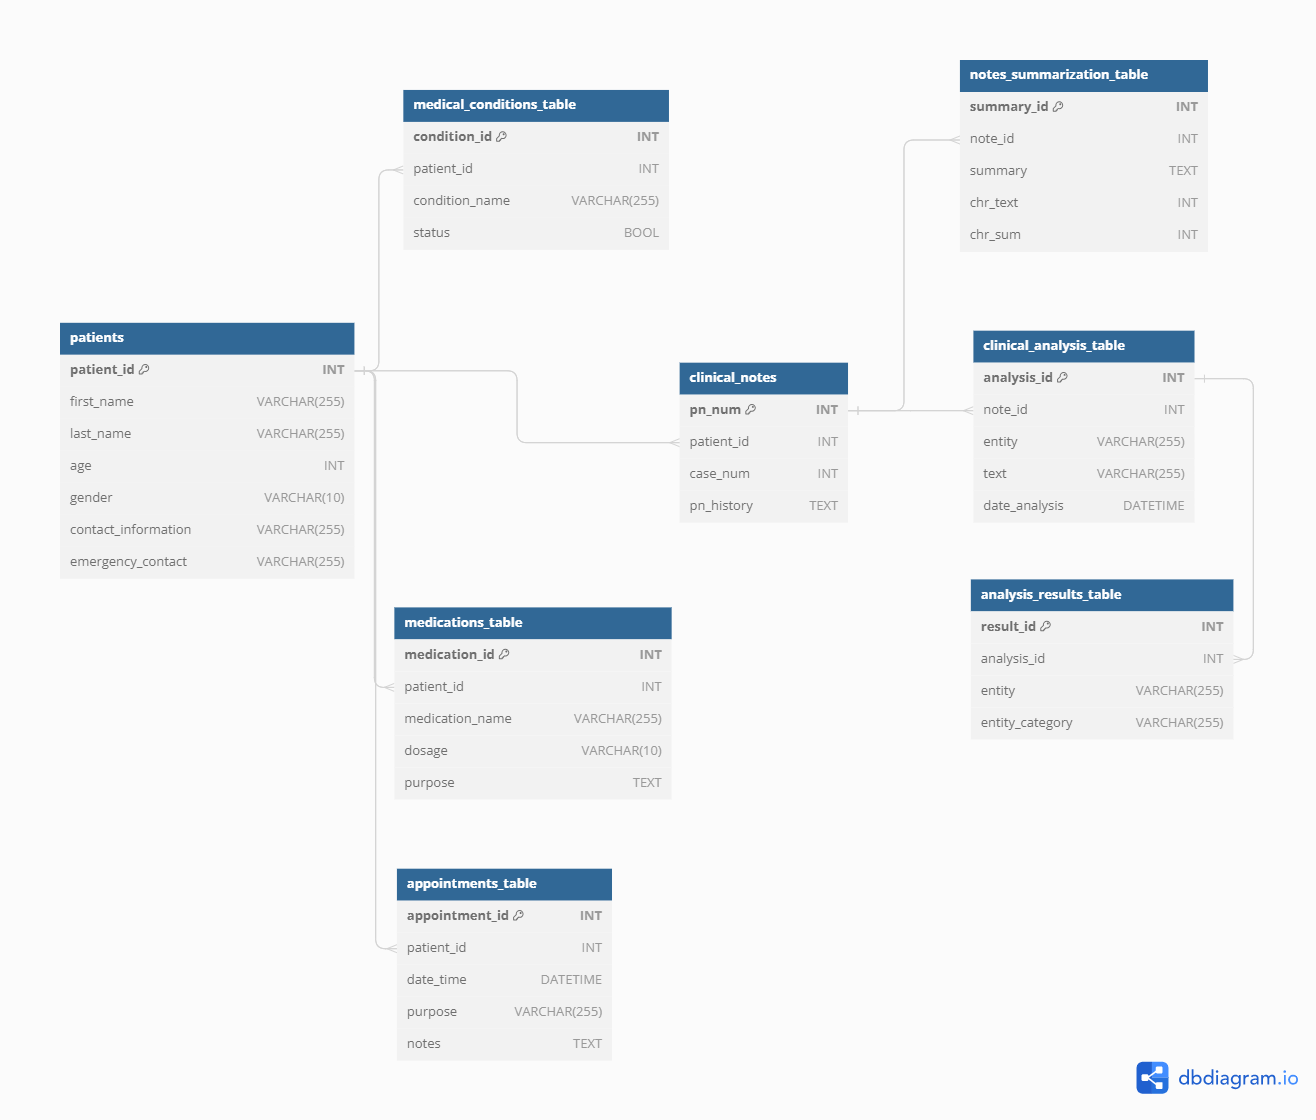 notes_summarization_table
summary_id INT
note_id INT
summary TEXT
chr_text INT
chr_sum INT
medical_conditions_table
condition_id INT
patient_id INT
condition_name VARCHAR(255)
status BOOL
patients
patient_id INT
first_name VARCHAR(255)
last_name VARCHAR(255)
age INT
gender VARCHAR(10)
contact_information VARCHAR(255)
emergency_contact VARCHAR(255)
clinical_notes
pn_num INT
patient_id INT
case_num INT
pn_history TEXT
clinical_analysis_table
analysis_id INT
note_id INT
entity VARCHAR(255)
text VARCHAR(255)
date_analysis DATETIME
analysis_results_table
result_id INT
analysis_id INT
entity VARCHAR(255)
entity_category VARCHAR(255)
medications_table
medication_id INT
patient_id INT
medication_name VARCHAR(255)
dosage VARCHAR(10)
purpose TEXT
appointments_table
appointment_id INT
patient_id INT
date_time DATETIME
purpose VARCHAR(255)
notes TEXT
dbdiagram.io